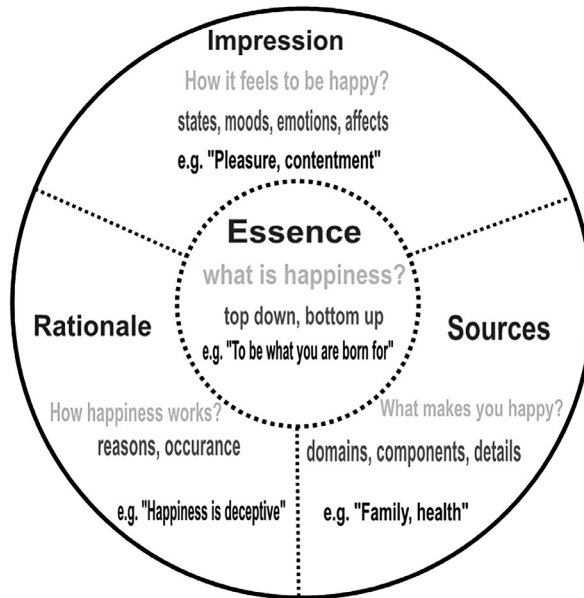 Impression
How it feels to be happy?
states, moods, emotions, affects
e.g. "Pleasure, contentment"
Essence
what is happiness?
top down, bottom up
e.g. "To be what you are born for"
Rationale
How happiness works?
reasons, occurance
e.g. "Happiness is deceptive"
Sources
What makes you happy?
domains, components, details
e.g. "Family, health"